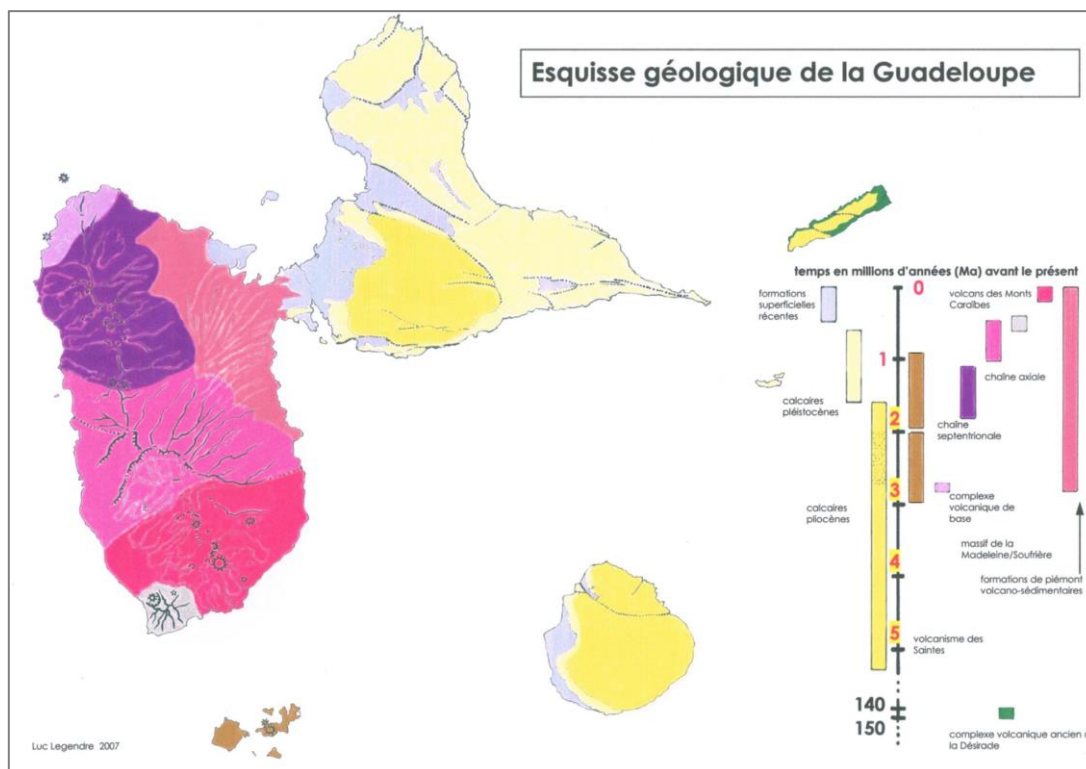 Esquisse géologique de la Guadeloupe
temps en millions d'années (Ma) avant le présent
0
1
2
3
4
5
140
150
formations
superficielles
récentes
calcaires
pléistocènes
calcaires
pliocènes
volcans des Monts
Caraïbes
chaîne axiale
chaîne
septentrionale
complexe
volcanique de
base
massif de la
Madeleine/Soufrière
formations de piémont
volcano-sédimentaires
volcanisme des
Saintes
complexe volcanique ancien
la Désirade
Luc Legendre 2007